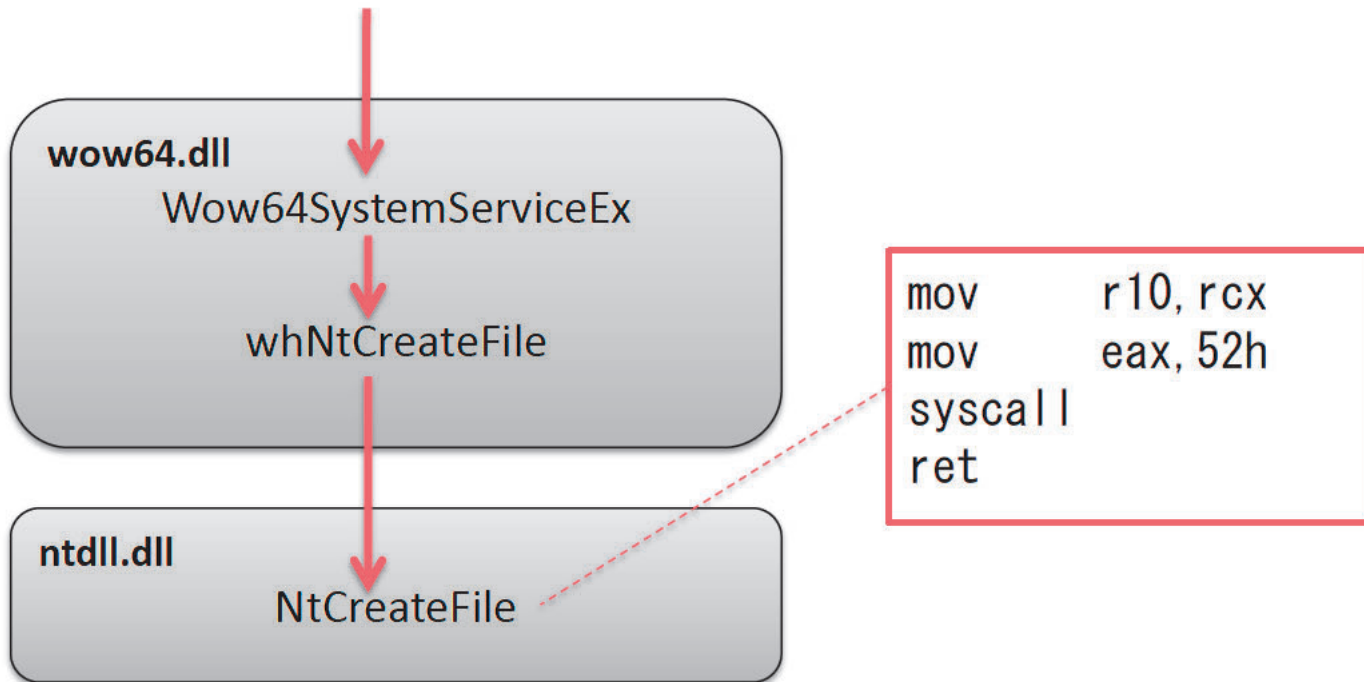 wow64.dll
Wow64SystemServiceEx
whNtCreateFile
mov r10,rcx
mov eax,52h
syscall
ret
ntdll.dll
NtCreateFile